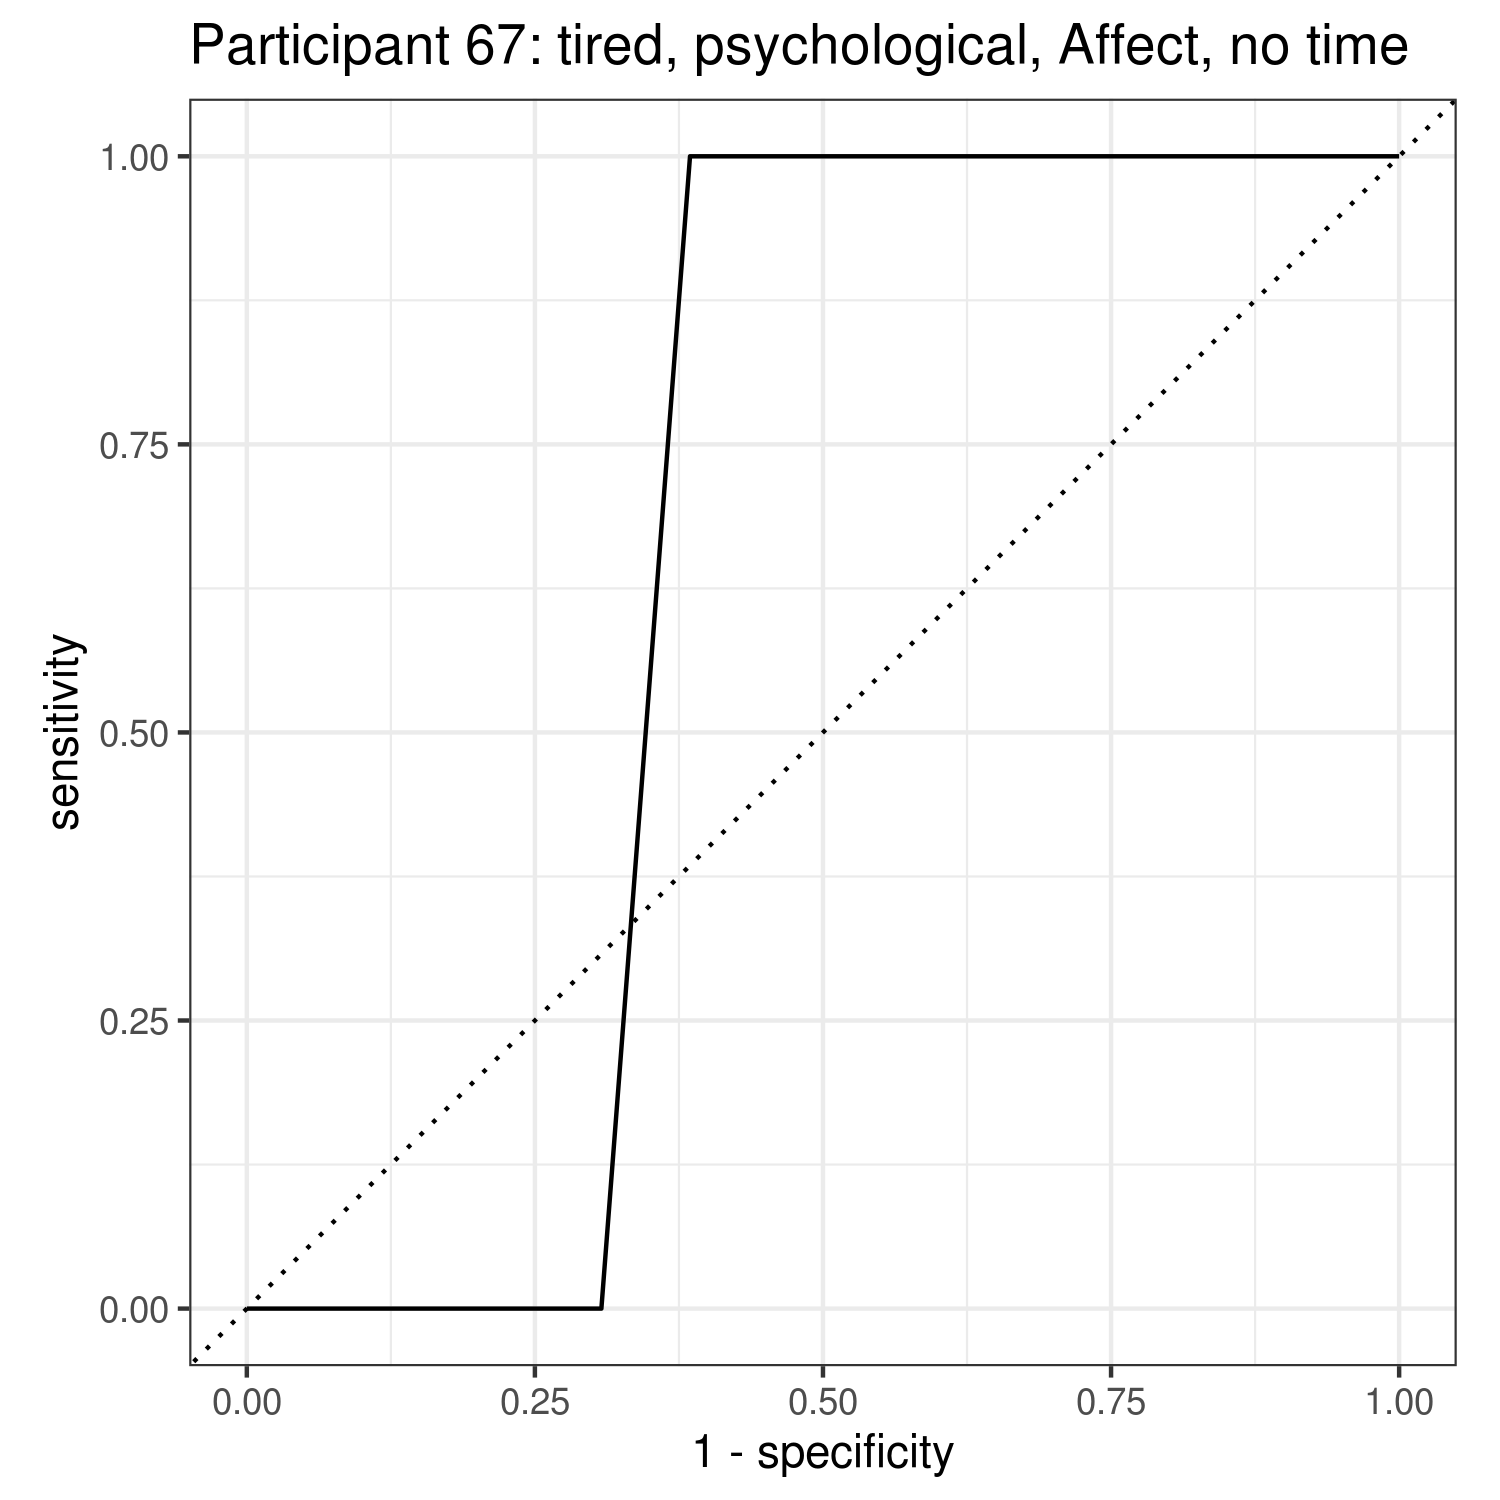 Participant 67: tired, psychological, Affect, no time
1.00
0.75
0.50
0.25
0.00
sensitivity
0.00 0.25 0.50 0.75 1.00
1 - specificity